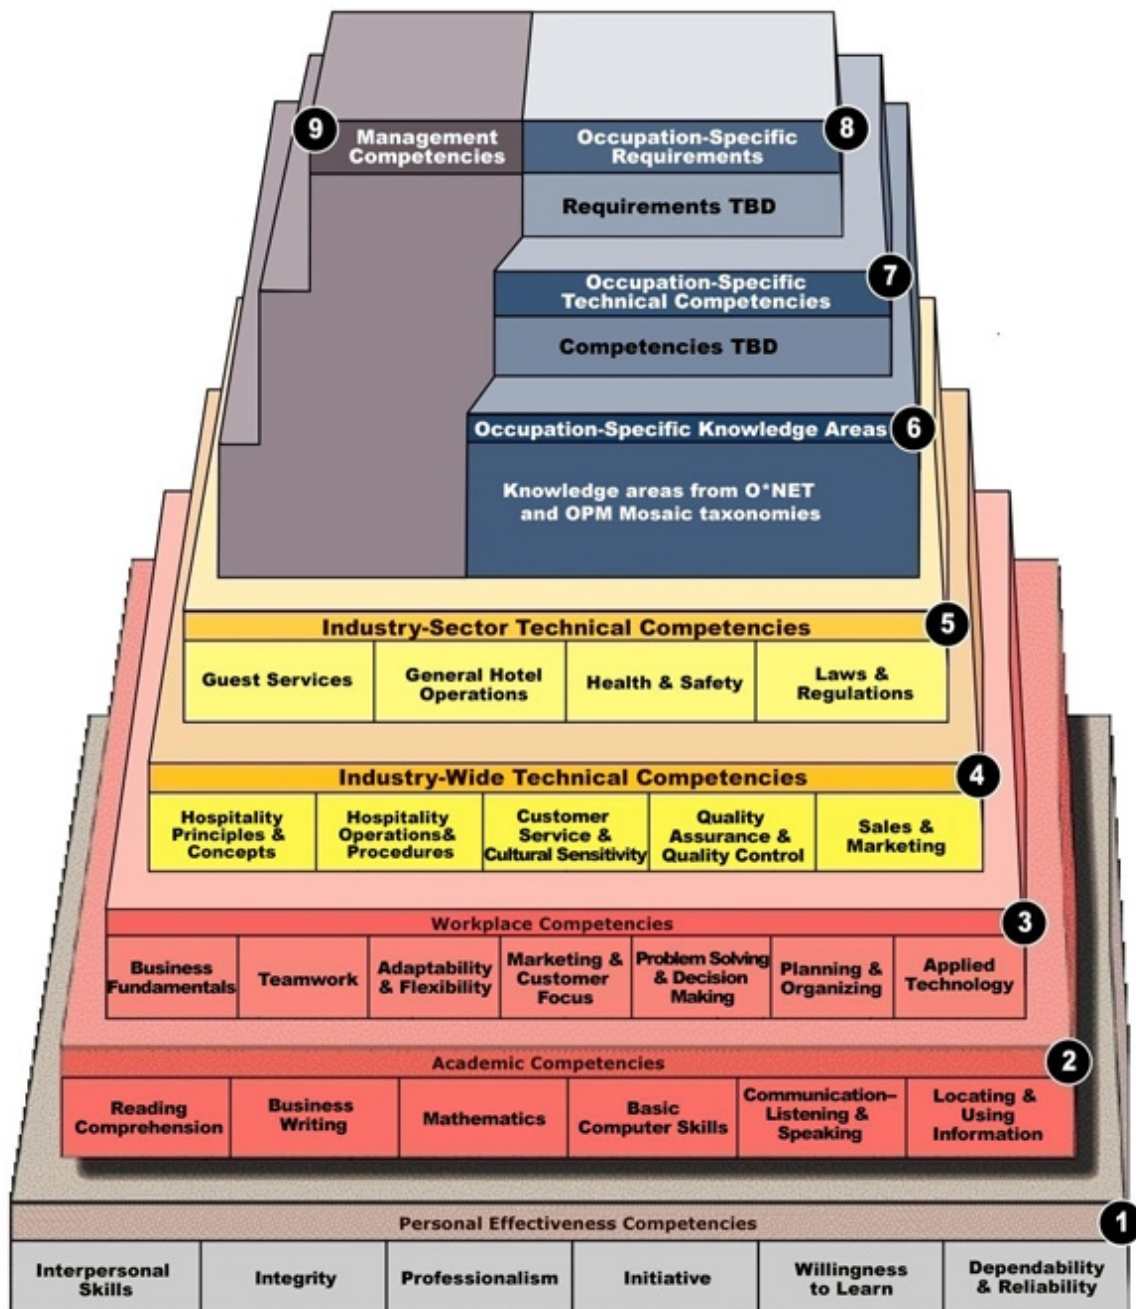 9
Management
Competencies
Occupation-Specific
Requirements
8
Requirements TBD
Occupation-Specific
Technical Competencies
7
Competencies TBD
Occupation-Specific Knowledge Areas
6
Knowledge areas from O*NET
and OPM Mosaic taxonomies
Industry-Sector Technical Competencies
5
Guest Services
General Hotel
Operations
Health & Safety
Laws &
Regulations
Industry-Wide Technical Competencies
4
Hospitality
Principles &
Concepts
Hospitality
Operations&
Procedures
Customer
Service &
Cultural Sensitivity
Quality
Assurance &
Quality Control
Sales &
Marketing
Workplace Competencies
3
Business
Fundamentals
Teamwork
Adaptability
& Flexibility
Marketing &
Customer
Focus
Problem Solving
& Decision
Making
Planning &
Organizing
Applied
Technology
Academic Competencies
2
Reading
Comprehension
Business
Writing
Mathematics
Basic
Computer Skills
Communication–
Listening &
Speaking
Locating &
Using
Information
Personal Effectiveness Competencies
1
Interpersonal
Skills
Integrity
Professionalism
Initiative
Willingness
to Learn
Dependability
& Reliability